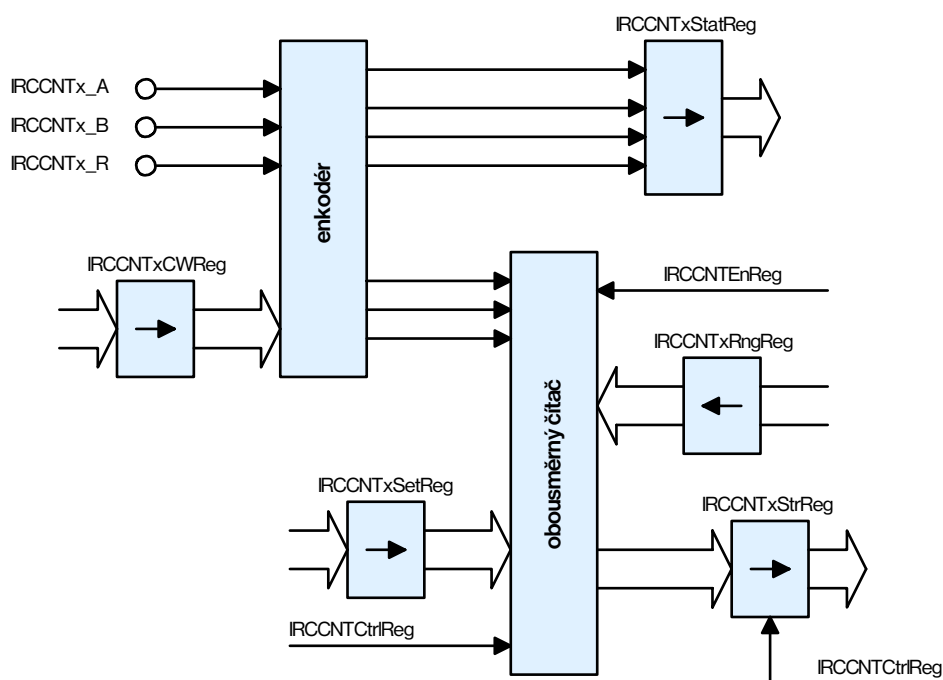 IRCCNTxStatReg
IRCCNTx_A
IRCCNTx_B
IRCCNTx_R
enkodér
IRCCNTxCWReg
IRCCNTEnReg
IRCCNTxRngReg
obousměrný čítač
IRCCNTxSetReg
IRCCNTxStrReg
IRCCNTCtrlReg
IRCCNTCtrlReg